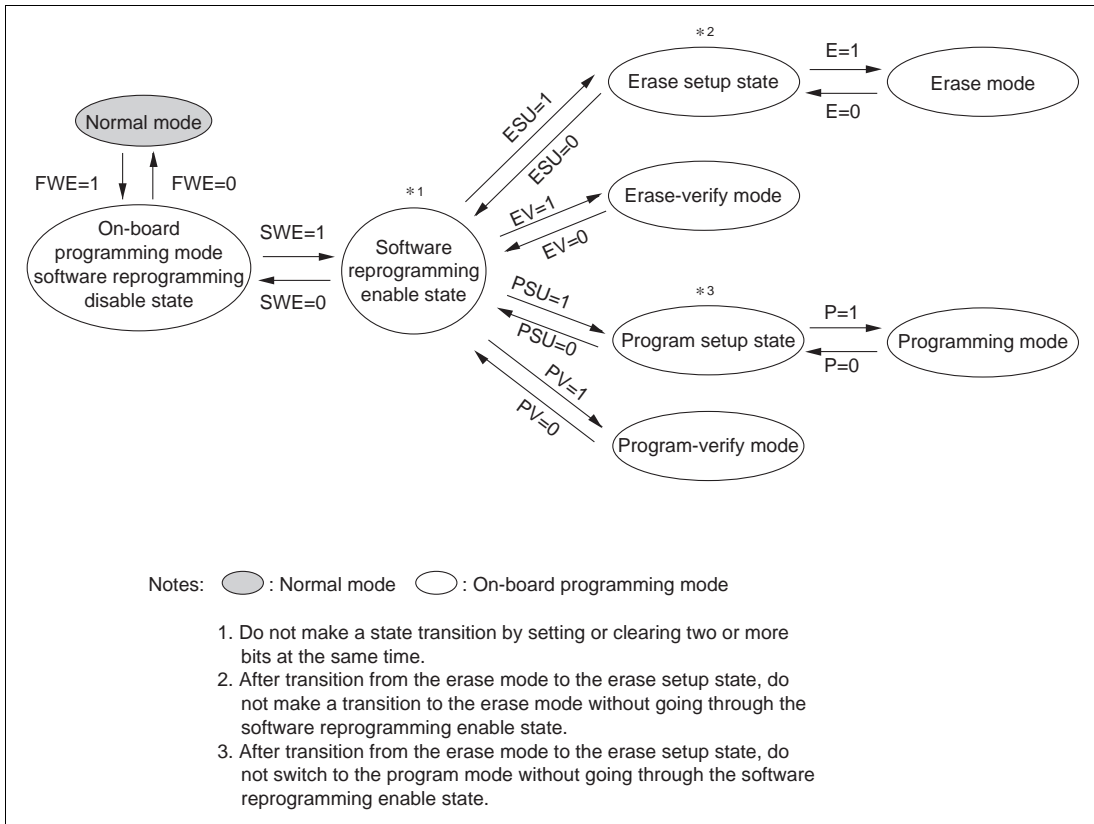 *2
Erase setup state
E=1
E=0
Erase mode
Normal mode
ESU=1
ESU=0
FWE=1
FWE=0
*1
EV=1
EV=0
Erase-verify mode
On-board
programming mode
software reprogramming
disable state
SWE=1
SWE=0
Software
reprogramming
enable state
PSU=1
PSU=0
*3
Program setup state
P=1
P=0
Programming mode
PV=1
PV=0
Program-verify mode
Notes: : Normal mode : On-board programming mode
1. Do not make a state transition by setting or clearing two or more
bits at the same time.
2. After transition from the erase mode to the erase setup state, do
not make a transition to the erase mode without going through the
software reprogramming enable state.
3. After transition from the erase mode to the erase setup state, do
not switch to the program mode without going through the software
reprogramming enable state.